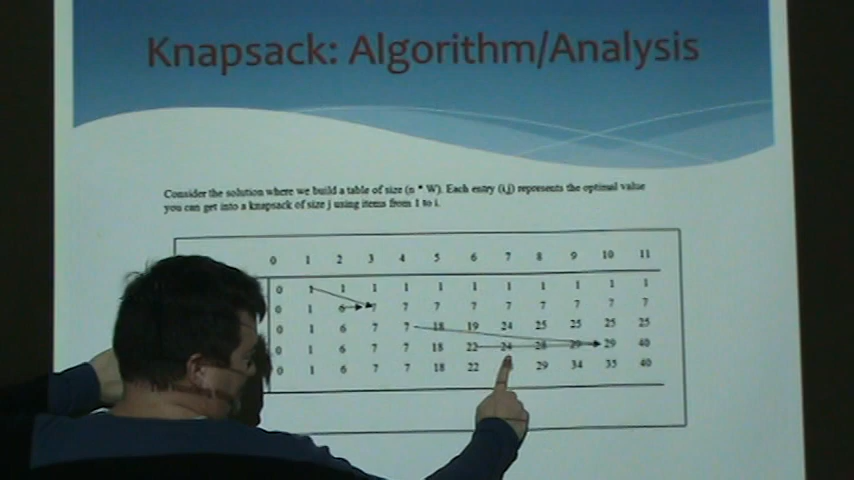 Knapsack: Algorithm/Analysis
Consider the solution where we build a table of size (n * W). Each entry (i,j) represents the optimal value
you can get into a knapsack of size j using items from 1 to i.
0 1 2 3 4 5 6 7 8 9 10 11
0 1 1 1 1 1 1 1 1 1 1 1
0 1 6 7 7 7 7 7 7 7 7 7
0 1 6 7 7 18 19 24 25 25 25 25
0 1 6 7 7 18 22 24 28 29 29 40
0 1 6 7 7 18 22 29 34 35 40